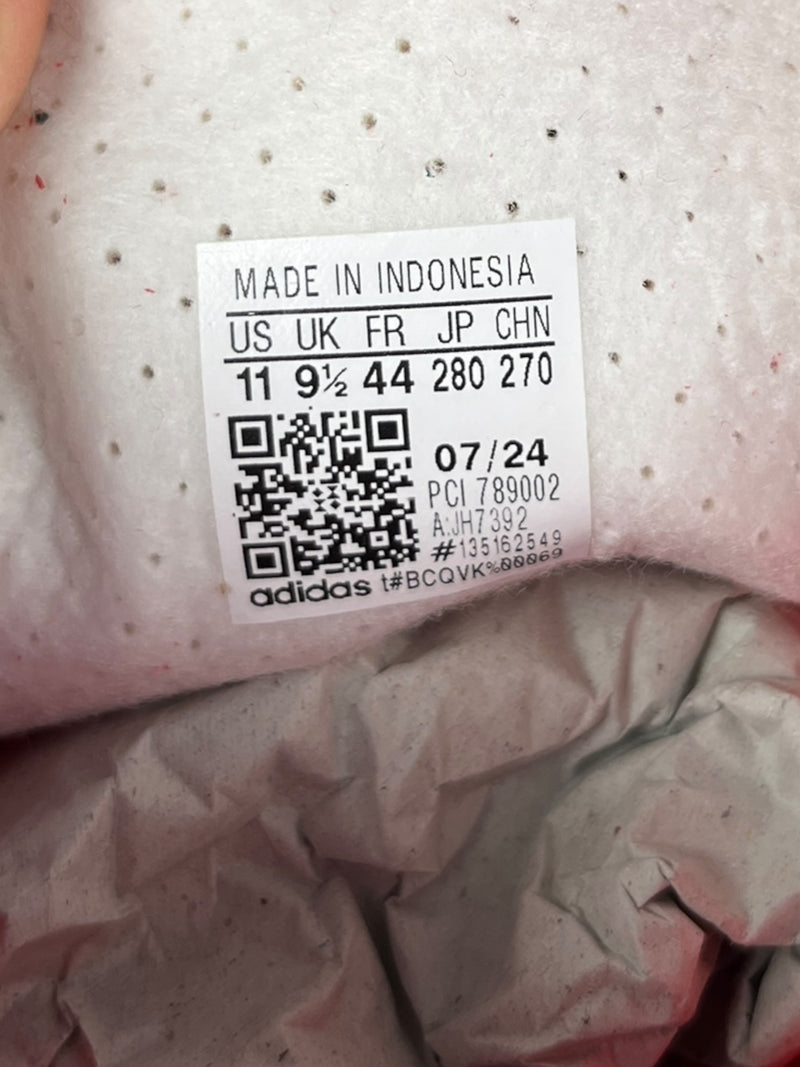 MADE IN INDONESIA
US UK FR JP CHN
11 9½ 44 280 270
07/24
PCI 789002
A:JH7392
#135162549
adidas t#BCQVK%00069